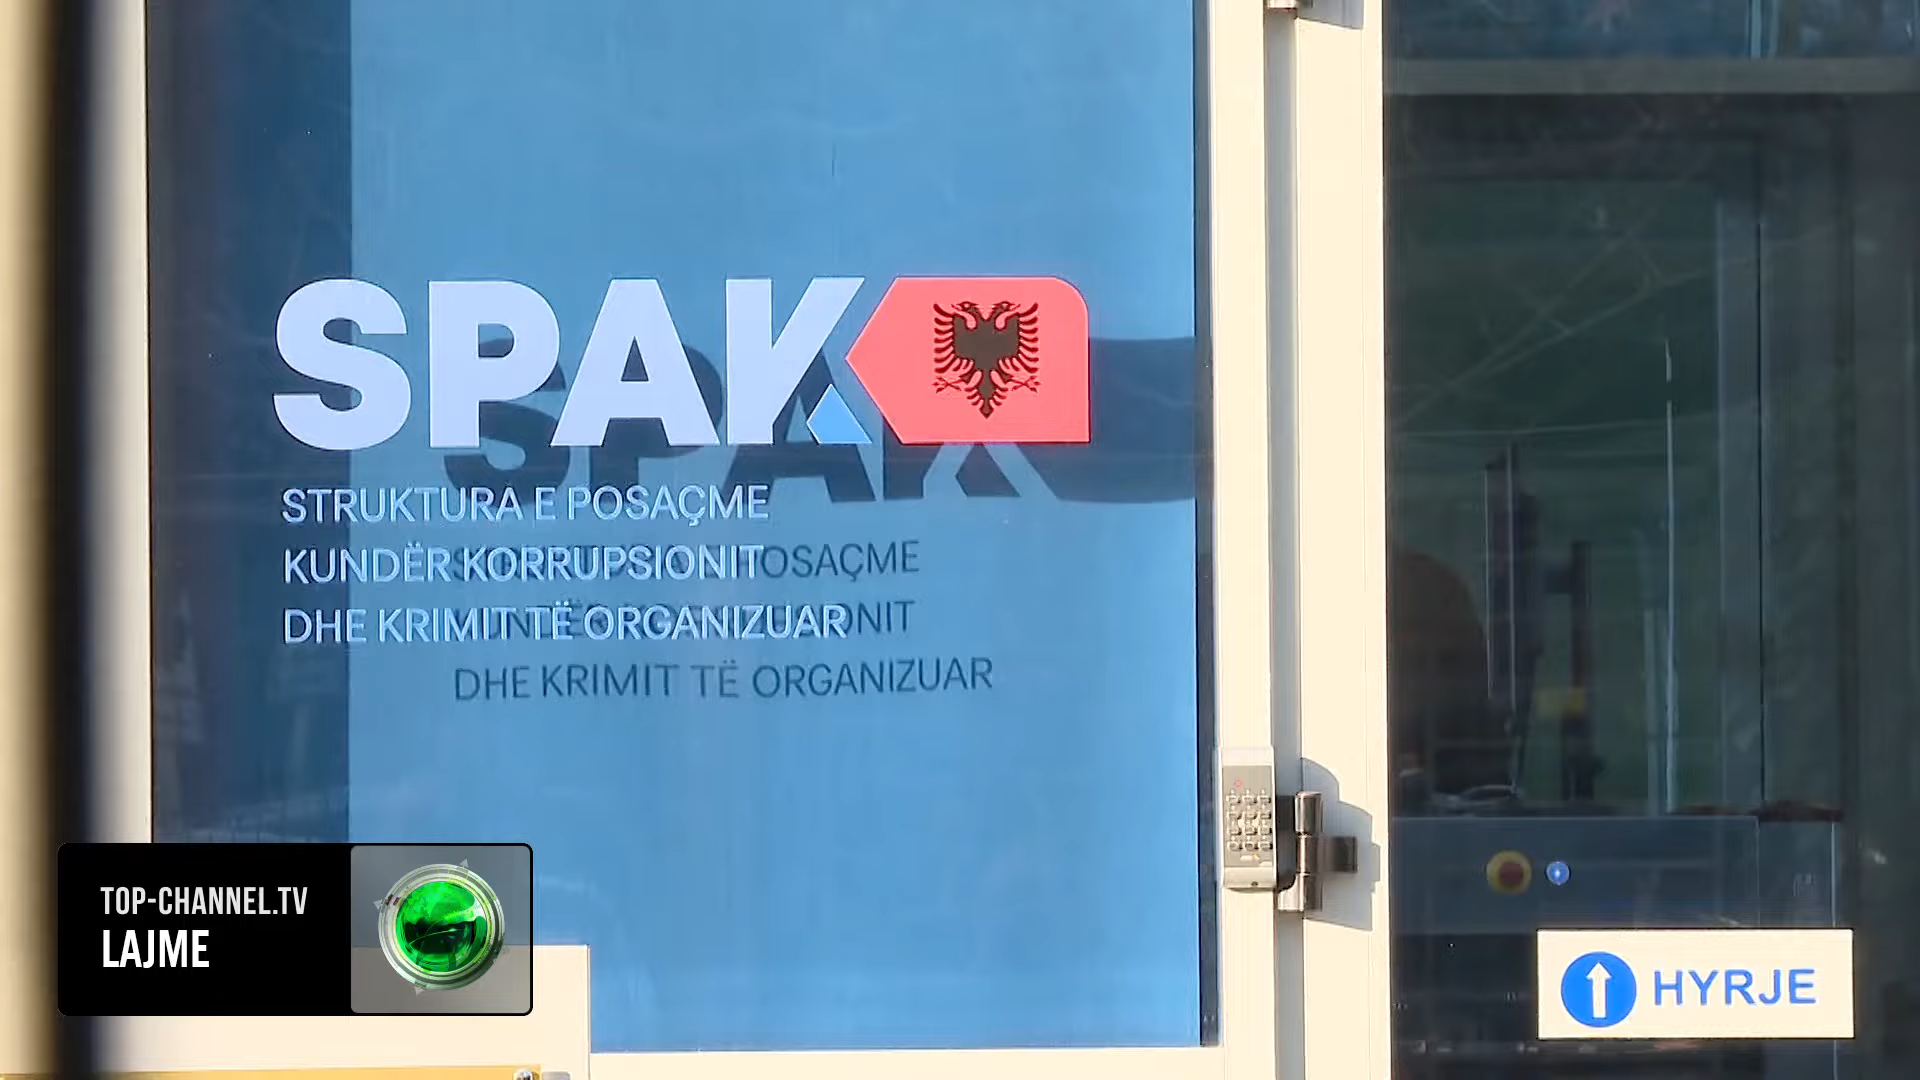 SPAK
STRUKTURA E POSAÇME
KUNDËR KORRUPSIONIT
DHE KRIMIT TË ORGANIZUAR
TOP-CHANNEL.TV
LAJME
HYRJE